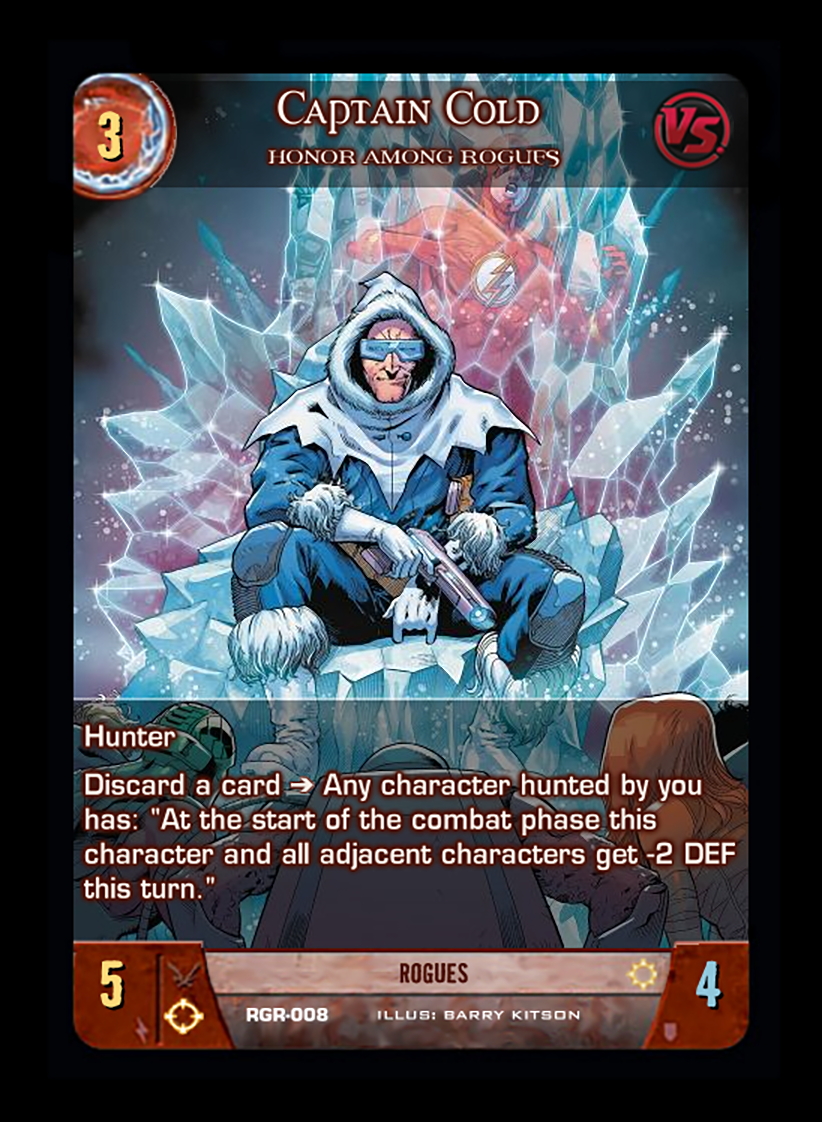 3
Captain Cold
VS.
Honor Among Rogues
Hunter
Discard a card ➔ Any character hunted by you
has: "At the start of the combat phase this
character and all adjacent characters get -2 DEF
this turn."
5
ROGUES
4
RGR-008 ILLUS: BARRY KITSON